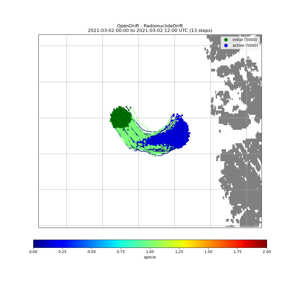 OpenDrift - RadionuclideDrift
2021-03-02 00:00 to 2021-03-02 12:00 UTC (13 steps)
initial (5000)
active (5000)
0.00 0.25 0.50 0.75 1.00 1.25 1.50 1.75 2.00
specie